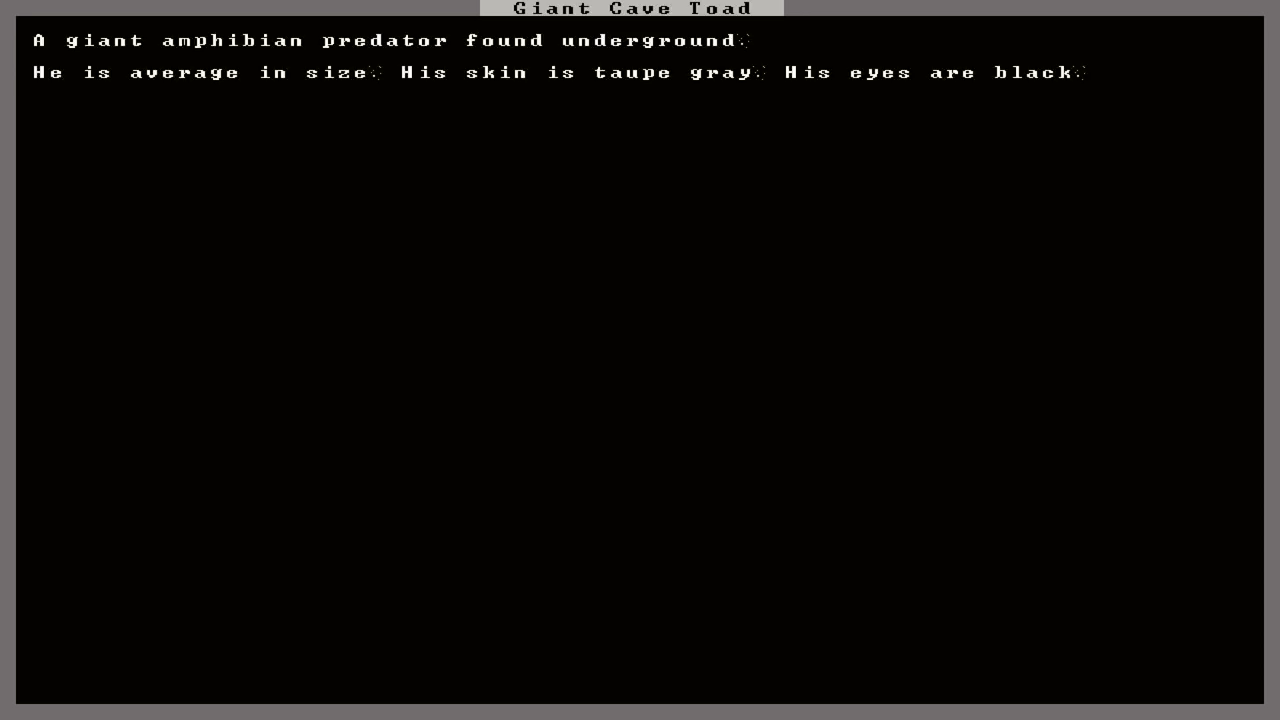 Giant Cave Toad
A giant amphibian predator found underground.
He is average in size. His skin is taupe gray. His eyes are black.